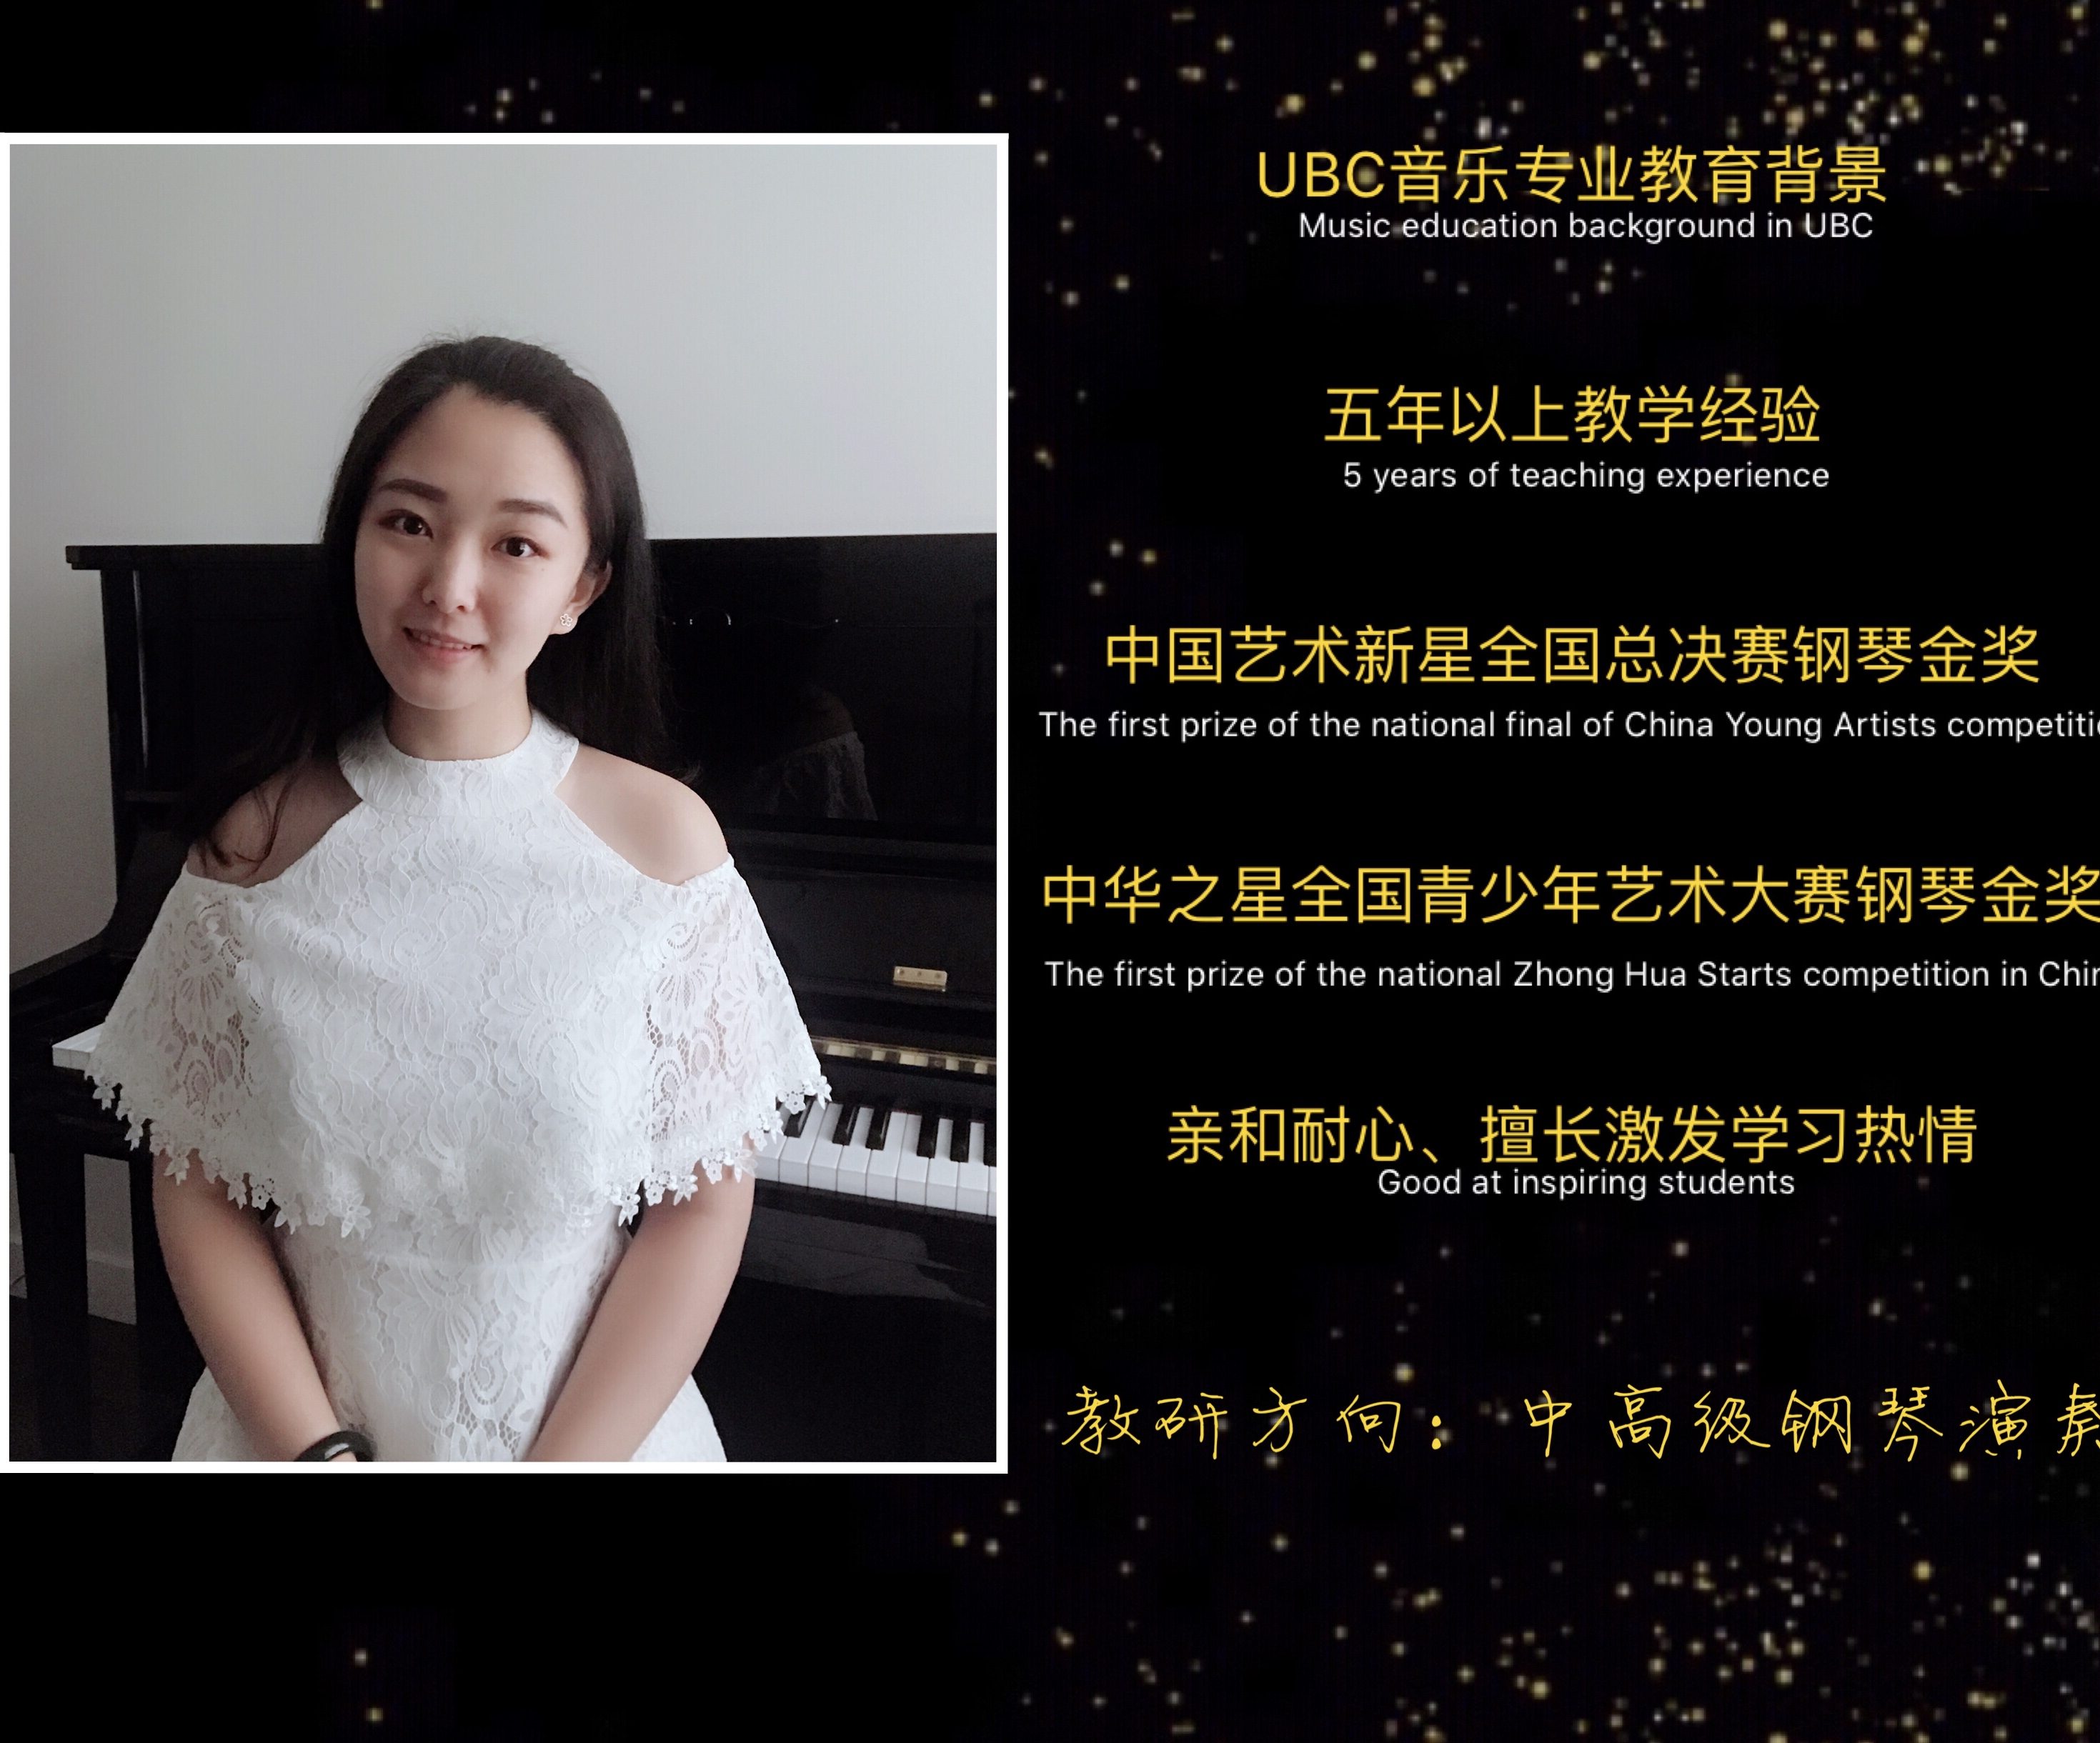 UBC音乐专业教育背景
Music education background in UBC
五年以上教学经验
5 years of teaching experience
中国艺术新星全国总决赛钢琴金奖
The first prize of the national final of China Young Artists
中华之星全国青少年艺术大赛钢琴金奖
The first prize of the national Zhong Hua Starts competition in
亲和耐心、擅长激发学习热情
Good at inspiring students
教研方向：中高级钢琴演奏